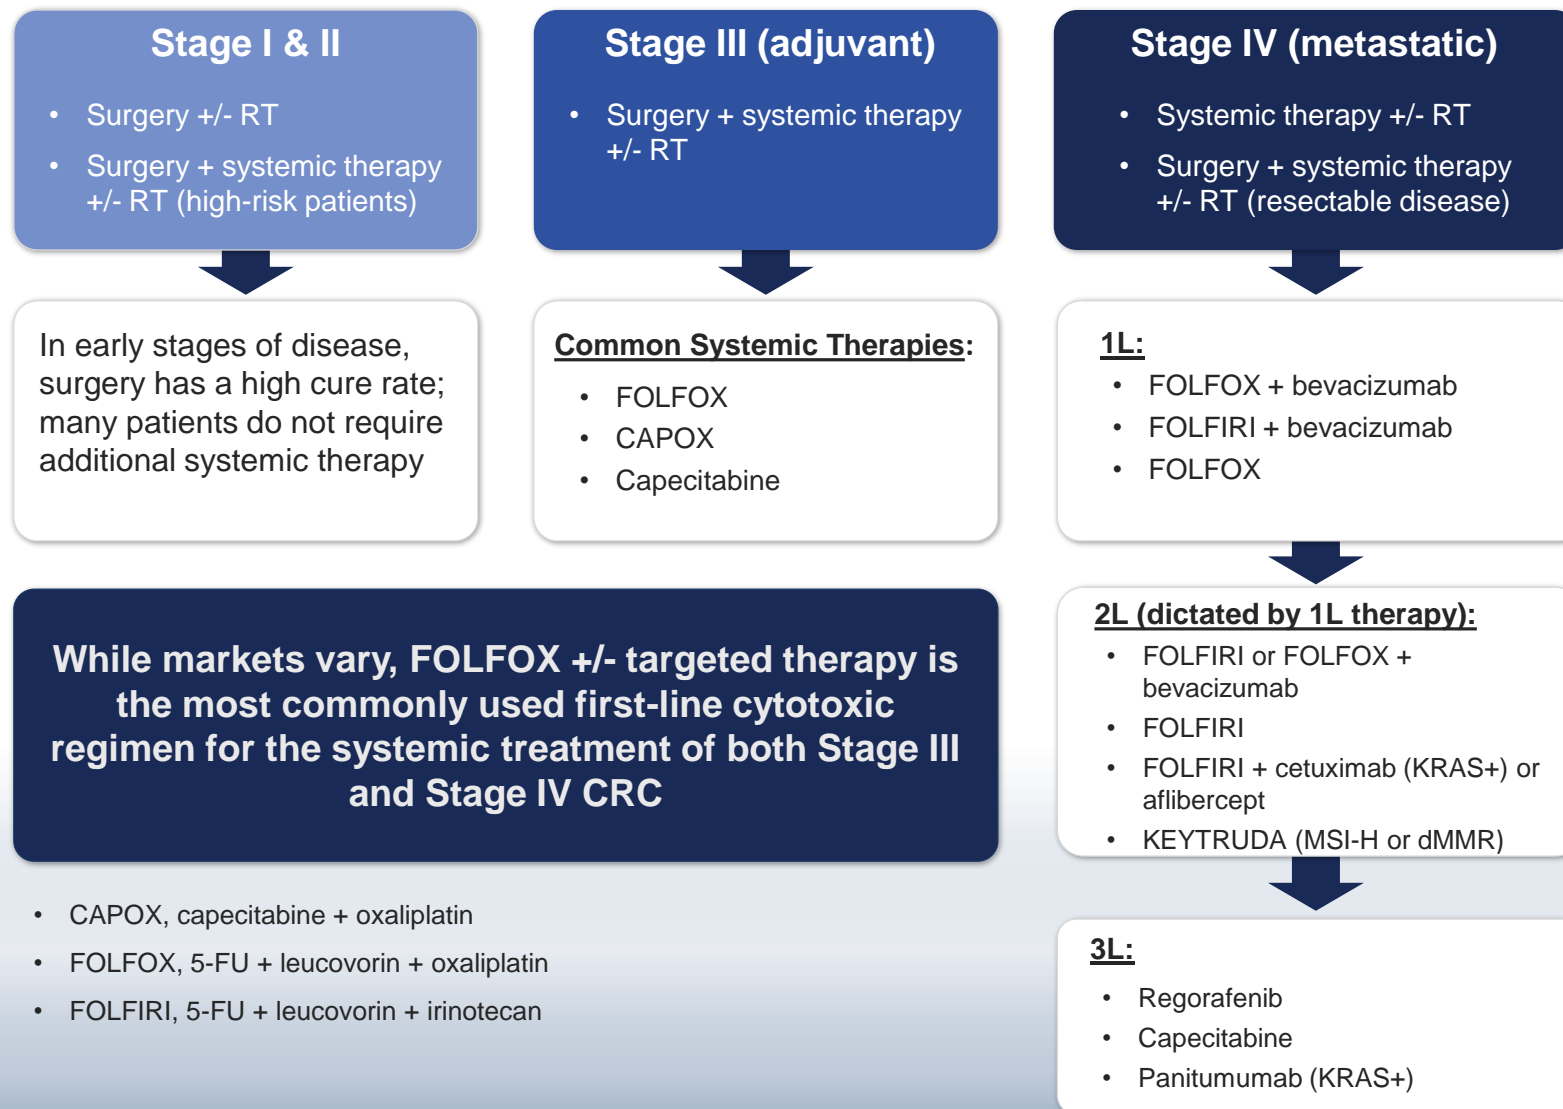 Stage I & II
• Surgery +/- RT
• Surgery + systemic therapy
+/- RT (high-risk patients)
In early stages of disease,
surgery has a high cure rate;
many patients do not require
additional systemic therapy
Stage III (adjuvant)
• Surgery + systemic therapy
+/- RT
Common Systemic Therapies:
• FOLFOX
• CAPOX
• Capecitabine
Stage IV (metastatic)
• Systemic therapy +/- RT
• Surgery + systemic therapy
+/- RT (resectable disease)
1L:
• FOLFOX + bevacizumab
• FOLFIRI + bevacizumab
• FOLFOX
2L (dictated by 1L therapy):
• FOLFIRI or FOLFOX +
bevacizumab
• FOLFIRI
• FOLFIRI + cetuximab (KRAS+) or
aflibercept
• KEYTRUDA (MSI-H or dMMR)
3L:
• Regorafenib
• Capecitabine
• Panitumumab (KRAS+)
While markets vary, FOLFOX +/- targeted therapy is
the most commonly used first-line cytotoxic
regimen for the systemic treatment of both Stage III
and Stage IV CRC
• CAPOX, capecitabine + oxaliplatin
• FOLFOX, 5-FU + leucovorin + oxaliplatin
• FOLFIRI, 5-FU + leucovorin + irinotecan